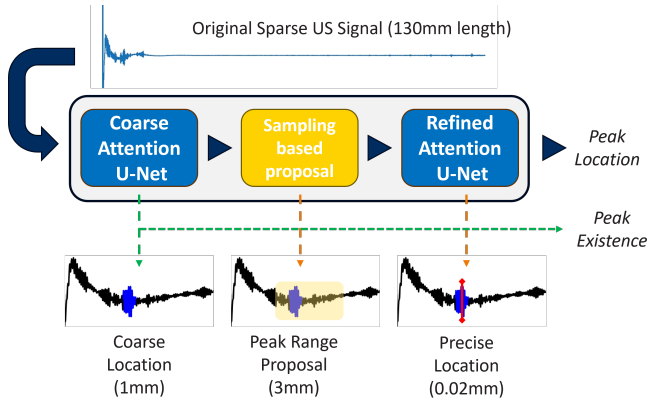 Original Sparse US Signal (130mm length)
Coarse
Attention
U-Net
Sampling
based
proposal
Refined
Attention
U-Net
Peak
Location
Peak
Existence
Coarse
Location
(1mm)
Peak Range
Proposal
(3mm)
Precise
Location
(0.02mm)